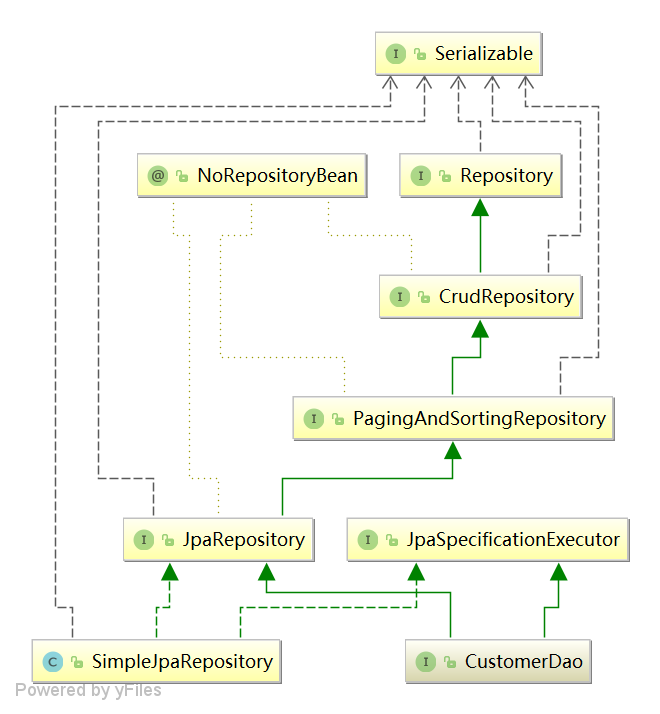 I Serializable
@ NoRepositoryBean
I Repository
I CrudRepository
I PagingAndSortingRepository
I JpaRepository
I JpaSpecificationExecutor
C SimpleJpaRepository
I CustomerDao
Powered by yFiles